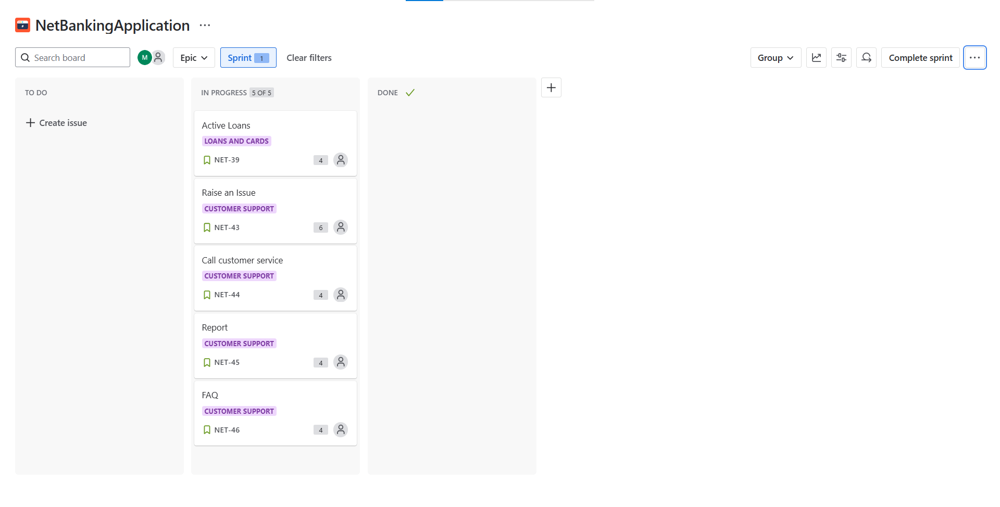 NetBankingApplication
Search board
M
Epic
Sprint 1
Clear filters
Group
Complete sprint
TO DO
Create issue
IN PROGRESS 5 OF 5
Active Loans
LOANS AND CARDS
NET-39 4
Raise an Issue
CUSTOMER SUPPORT
NET-43 6
Call customer service
CUSTOMER SUPPORT
NET-44 4
Report
CUSTOMER SUPPORT
NET-45 4
FAQ
CUSTOMER SUPPORT
NET-46 4
DONE